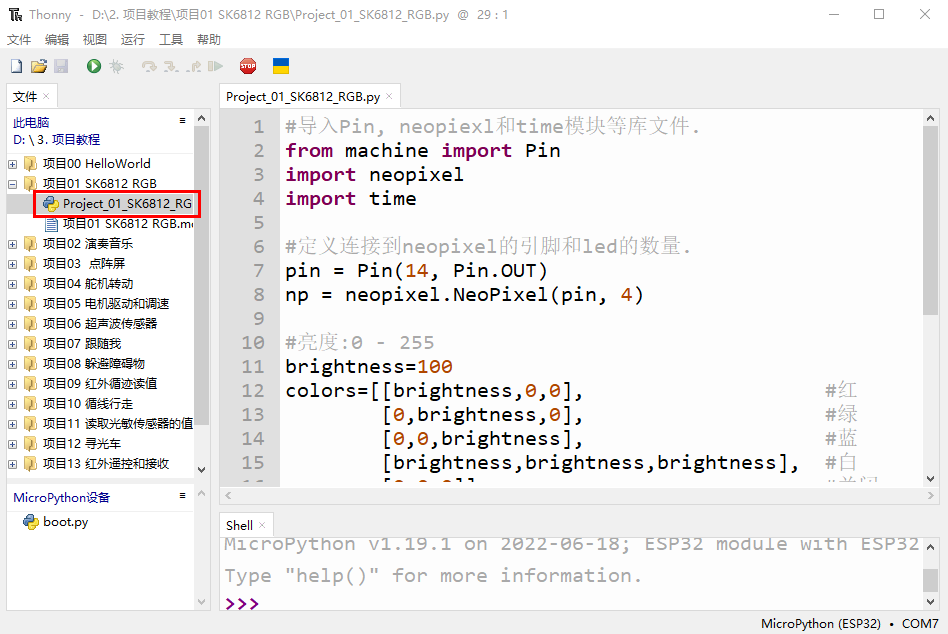 Thonny - D:\2. 项目教程\项目01 SK6812 RGB\Project_01_SK6812_RGB.py @ 29 : 1
文件 编辑 视图 运行 工具 帮助
STOP
文件
此电脑
D: \ 3. 项目教程
项目00 HelloWorld
项目01 SK6812 RGB
Project_01_SK6812_RG
项目01 SK6812 RGB.m
项目02 演奏音乐
项目03 点阵屏
项目04 舵机转动
项目05 电机驱动和调速
项目06 超声波传感器
项目07 跟随我
项目08 躲避障碍物
项目09 红外循迹读值
项目10 循线行走
项目11 读取光敏传感器的值
项目12 寻光车
项目13 红外遥控和接收
MicroPython设备
boot.py
Project_01_SK6812_RGB.py
1 #导入Pin, neopiexl和time模块等库文件.
2 from machine import Pin
3 import neopixel
4 import time
5
6 #定义连接到neopixel的引脚和led的数量.
7 pin = Pin(14, Pin.OUT)
8 np = neopixel.NeoPixel(pin, 4)
9
10 #亮度:0 - 255
11 brightness=100
12 colors=[[brightness,0,0], #红
13 [0,brightness,0], #绿
14 [0,0,brightness], #蓝
15 [brightness,brightness,brightness], #白
Shell
MicroPython v1.19.1 on 2022-06-18; ESP32 module with ESP32
Type "help()" for more information.
>>>
MicroPython (ESP32) • COM7